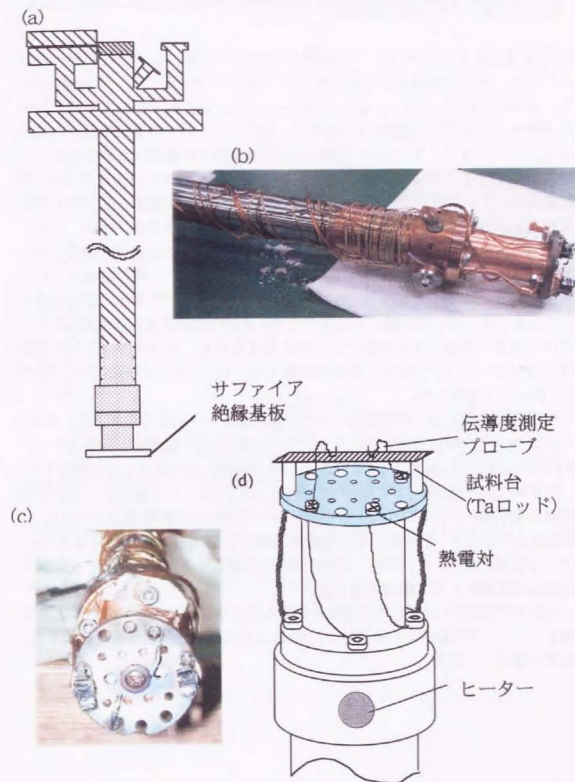 (a)
(b)
サファイア
絶縁基板
伝導度測定
プローブ
(d)
試料台
(Taロッド)
(c)
熱電対
ヒーター